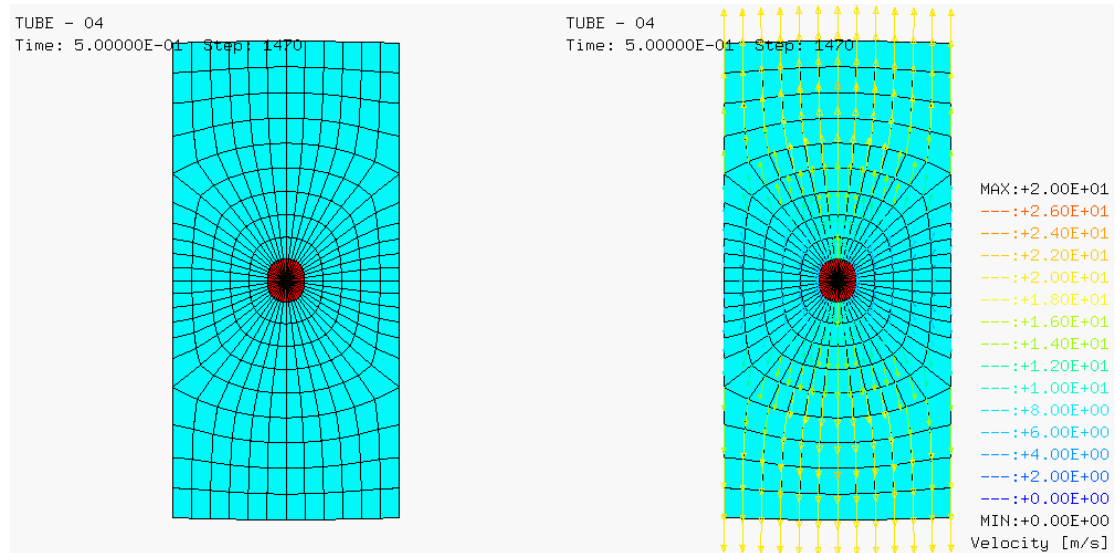 TUBE - 04
Time: 5.00000E-01 Step: 1470
TUBE - 04
Time: 5.00000E-01 Step: 1470
MAX:+2.00E+01
---:+2.60E+01
---:+2.40E+01
---:+2.20E+01
---:+2.00E+01
---:+1.80E+01
---:+1.60E+01
---:+1.40E+01
---:+1.20E+01
---:+1.00E+01
---:+8.00E+00
---:+6.00E+00
---:+4.00E+00
---:+2.00E+00
---:+0.00E+00
MIN:+0.00E+00
Velocity [m/s]